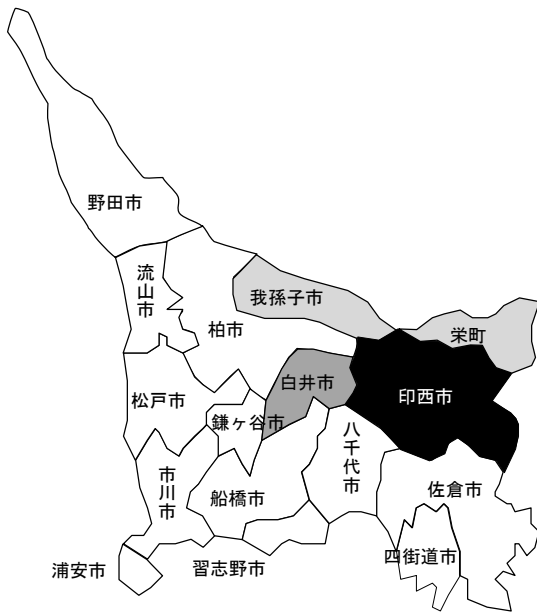 野田市
流山市
我孫子市
柏市
栄町
白井市
松戸市
印西市
鎌ヶ谷市
八千代市
市川市
船橋市
佐倉市
四街道市
浦安市
習志野市